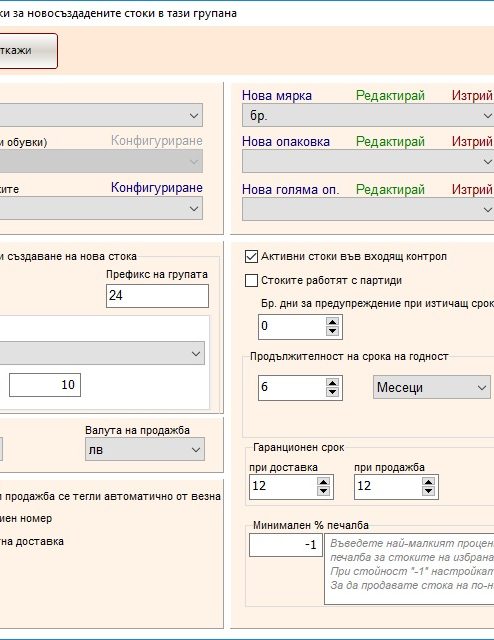 ки за новосъздадените стоки в тази групана
ткажи
Конфигуриране
и обувки)
ките Конфигуриране
Нова мярка Редактирай Изтрий
бр.
Нова опаковка Редактирай Изтрий
Нова голяма оп. Редактирай Изтрий
и създаване на нова стока
Префикс на групата
24
10
Валута на продажба
лв
и продажба се тегли автоматично от везна
иен номер
на доставка
Активни стоки във входящ контрол
Стоките работят с партиди
Бр. дни за предупреждение при изтичащ срок
0
Продължителност на срока на годност
6 Месеци
Гаранционен срок
при доставка при продажба
12 12
Минимален % печалба
-1
Въведете най-малкият процен
печалба за стоките на избрана
При стойност "-1" настройкат
За да продавате стока на по-н